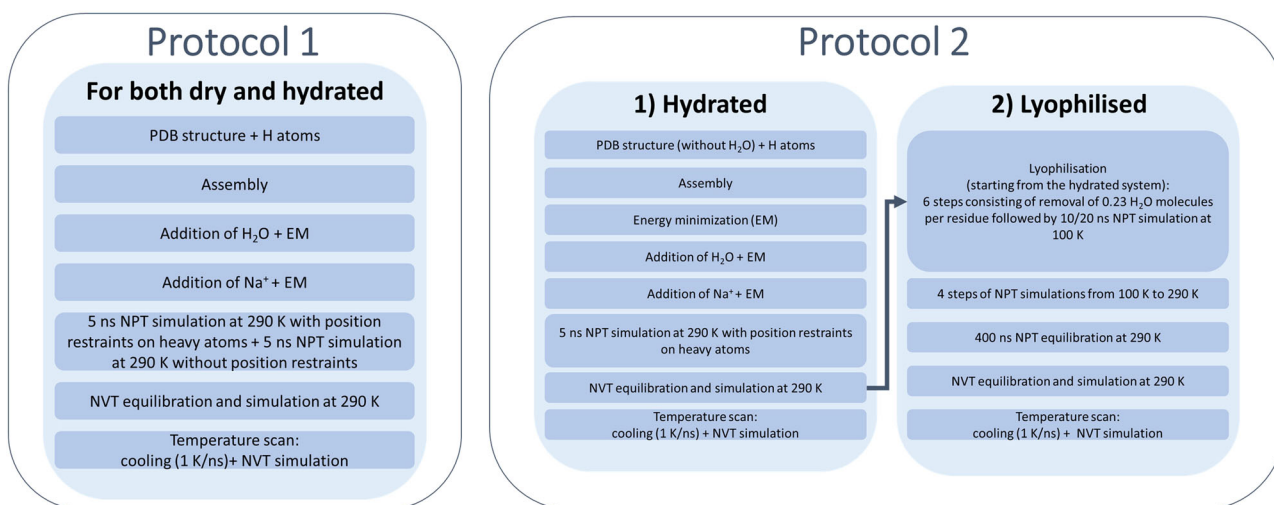 Protocol 1
For both dry and hydrated
PDB structure + H atoms
Assembly
Addition of H₂O + EM
Addition of Na⁺ + EM
5 ns NPT simulation at 290 K with position
restraints on heavy atoms + 5 ns NPT simulation
at 290 K without position restraints
NVT equilibration and simulation at 290 K
Temperature scan:
cooling (1 K/ns)+ NVT simulation
Protocol 2
1) Hydrated
PDB structure (without H₂O) + H atoms
Assembly
Energy minimization (EM)
Addition of H₂O + EM
Addition of Na⁺ + EM
5 ns NPT simulation at 290 K with position restraints
on heavy atoms
NVT equilibration and simulation at 290 K
Temperature scan:
cooling (1 K/ns) + NVT simulation
2) Lyophilised
Lyophilisation
(starting from the hydrated system):
6 steps consisting of removal of 0.23 H₂O molecules
per residue followed by 10/20 ns NPT simulation at
100 K
4 steps of NPT simulations from 100 K to 290 K
400 ns NPT equilibration at 290 K
NVT equilibration and simulation at 290 K
Temperature scan:
cooling (1 K/ns) + NVT simulation